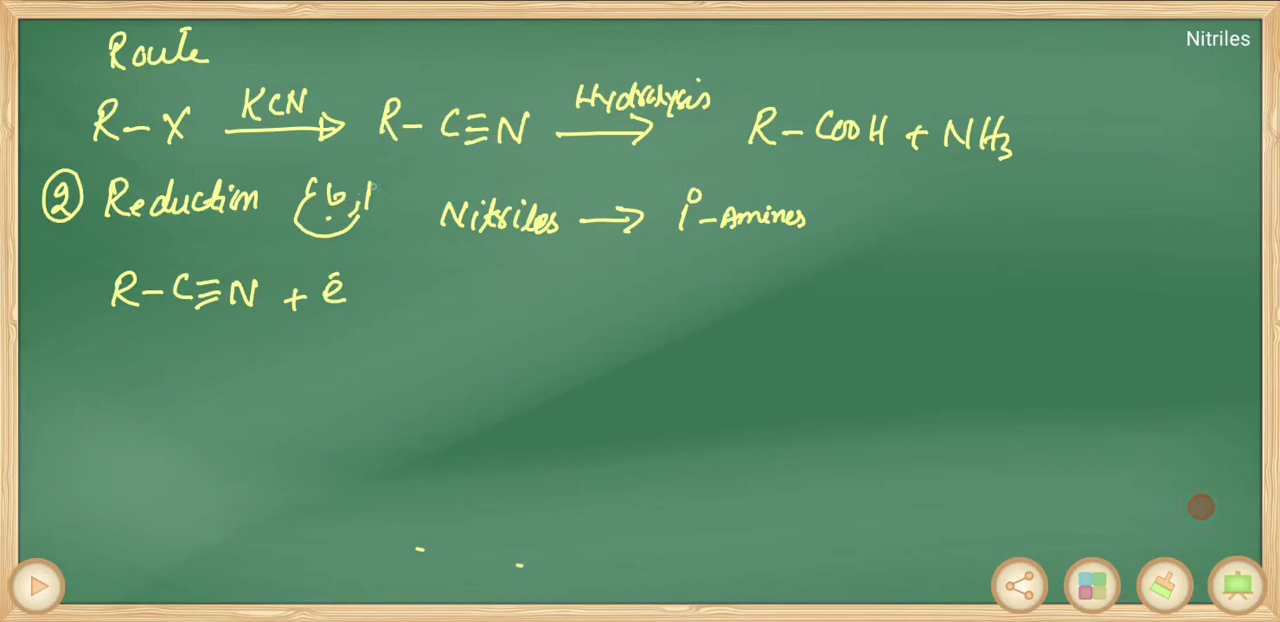 Nitriles
Route
R-X KCN → R-C≡N Hydrolysis → R-COOH + NH3
② Reduction Nitriles → 1°-Amines
R-C≡N + ē